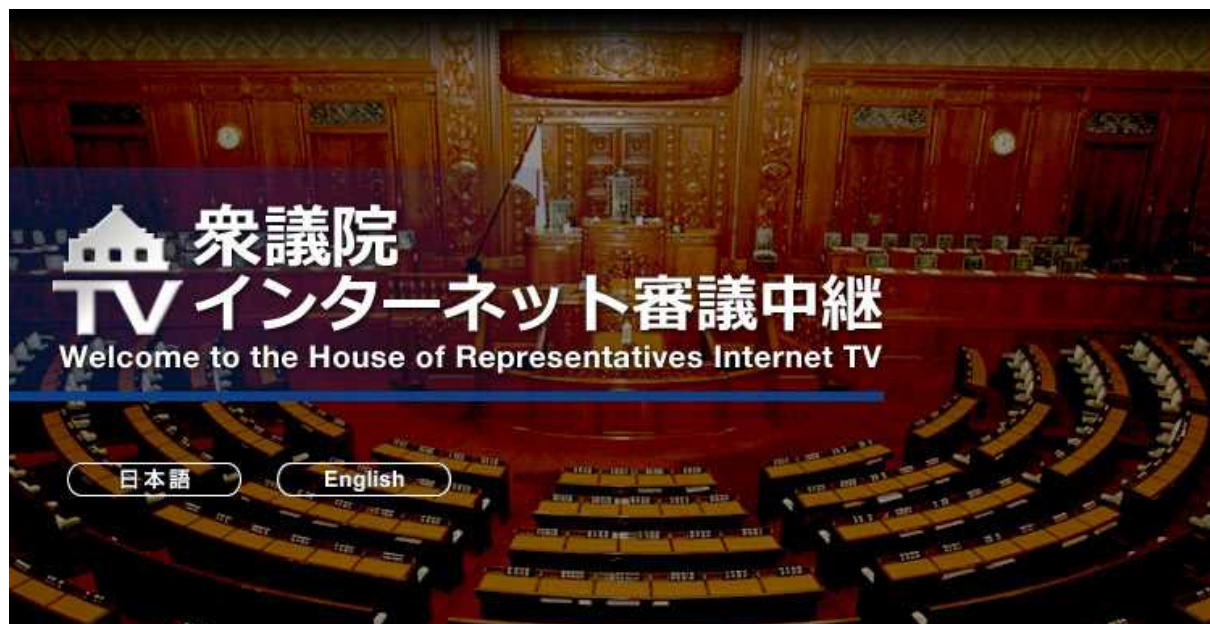 衆議院
TV インターネット審議中継
Welcome to the House of Representatives Internet TV
日本語 English